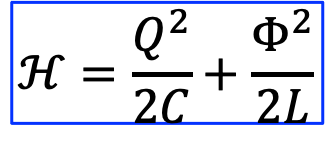 ℋ = Q²/2C + Φ²/2L